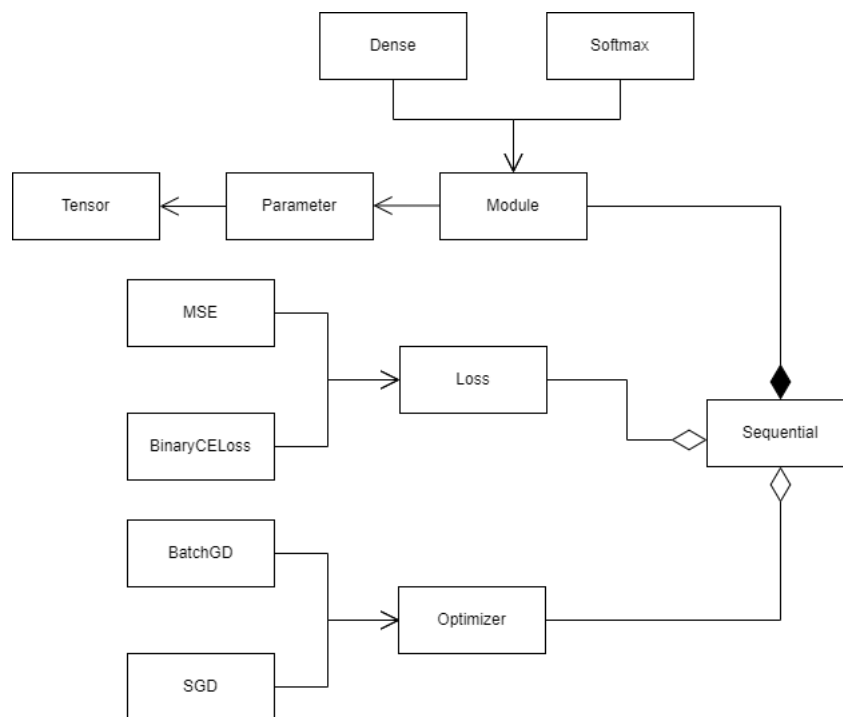 Dense
Softmax
Tensor
Parameter
Module
MSE
Loss
BinaryCELoss
Sequential
BatchGD
Optimizer
SGD